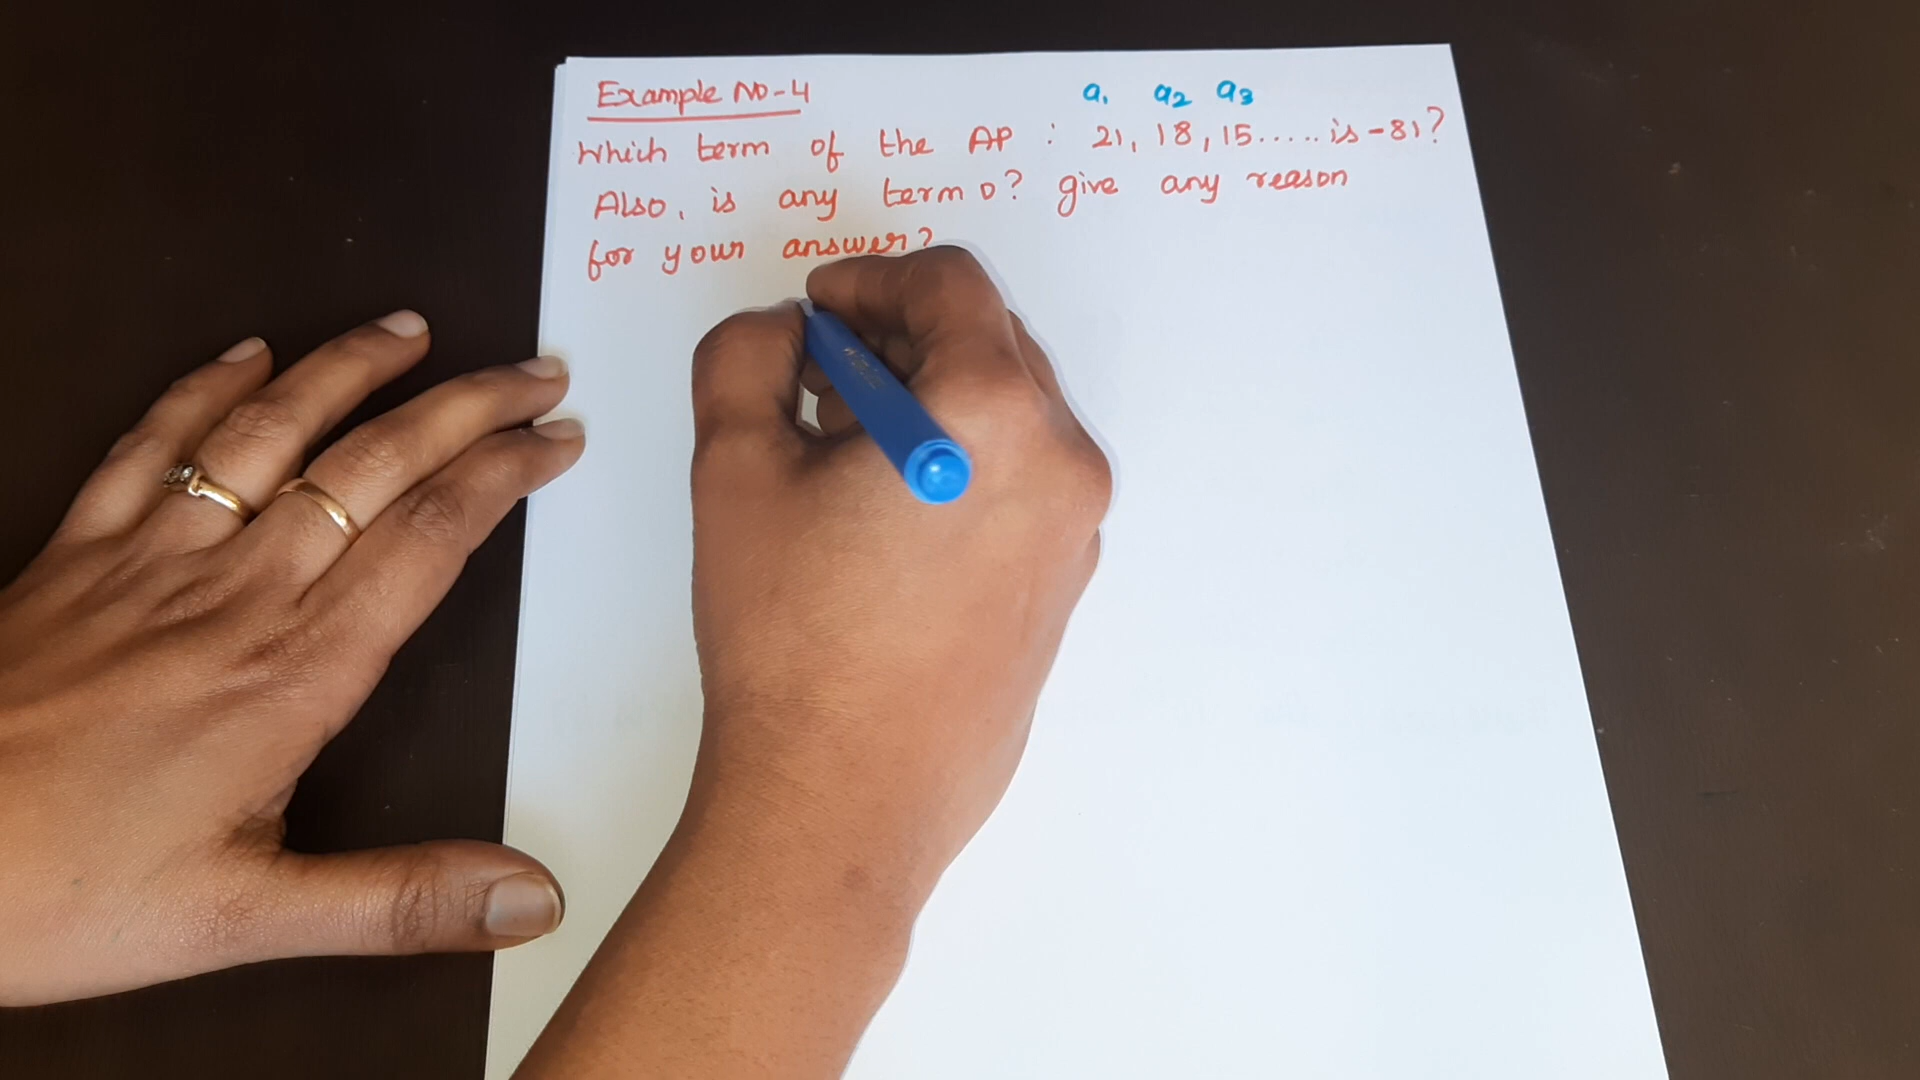 Example No-4
a1 a2 a3
Which term of the AP : 21, 18, 15..... is -81?
Also, is any term 0? give any reason
for your answer?